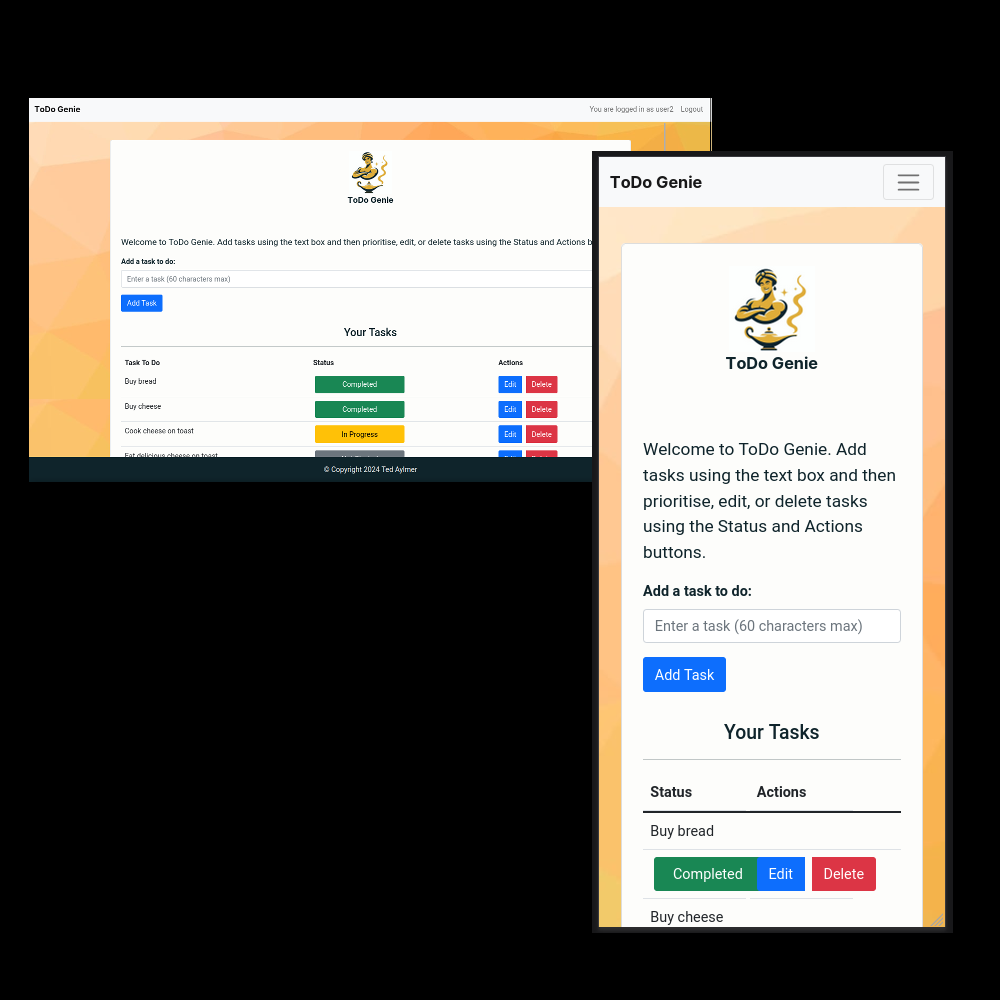 ToDo Genie
You are logged in as user2 Logout
ToDo Genie
Welcome to ToDo Genie. Add tasks using the text box and then prioritise, edit, or delete tasks using the Status and Actions b
Add a task to do:
Enter a task (60 characters max)
Add Task
Your Tasks
Task To Do Status Actions
Buy bread Completed Edit Delete
Buy cheese Completed Edit Delete
Cook cheese on toast In Progress Edit Delete
Eat delicious cheese on toast
© Copyright 2024 Ted Aylmer
ToDo Genie
ToDo Genie
Welcome to ToDo Genie. Add
tasks using the text box and then
prioritise, edit, or delete tasks
using the Status and Actions
buttons.
Add a task to do:
Enter a task (60 characters max)
Add Task
Your Tasks
Status Actions
Buy bread
Completed Edit Delete
Buy cheese